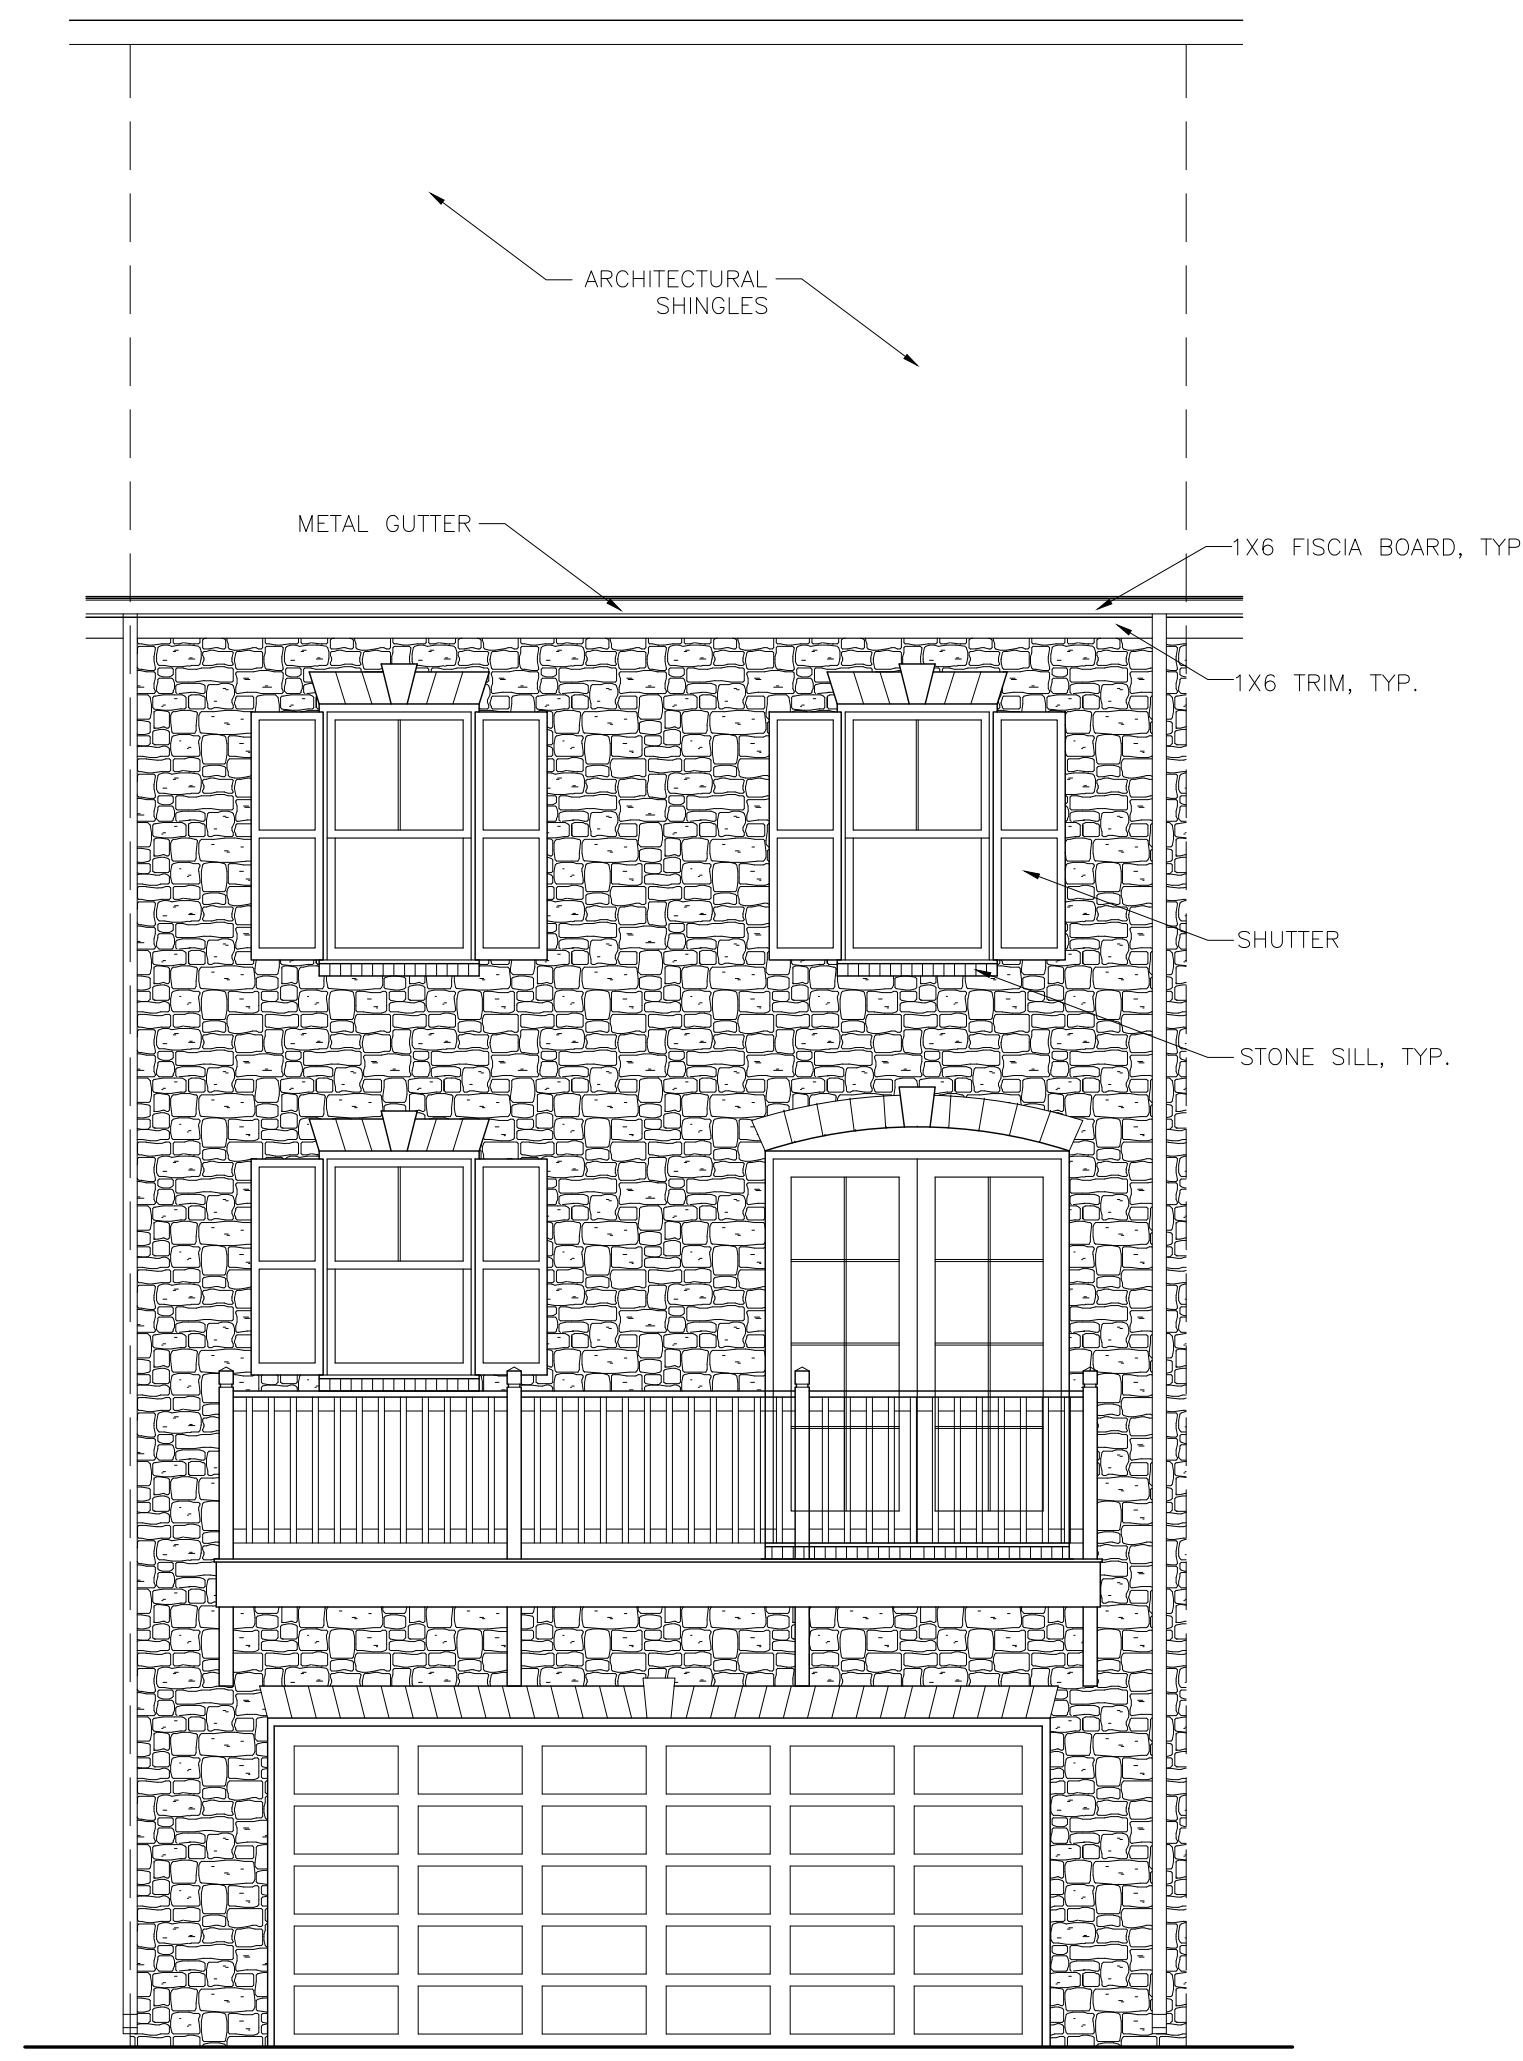 ARCHITECTURAL
SHINGLES
METAL GUTTER
1X6 FISCIA BOARD, TYP
1X6 TRIM, TYP.
SHUTTER
STONE SILL, TYP.